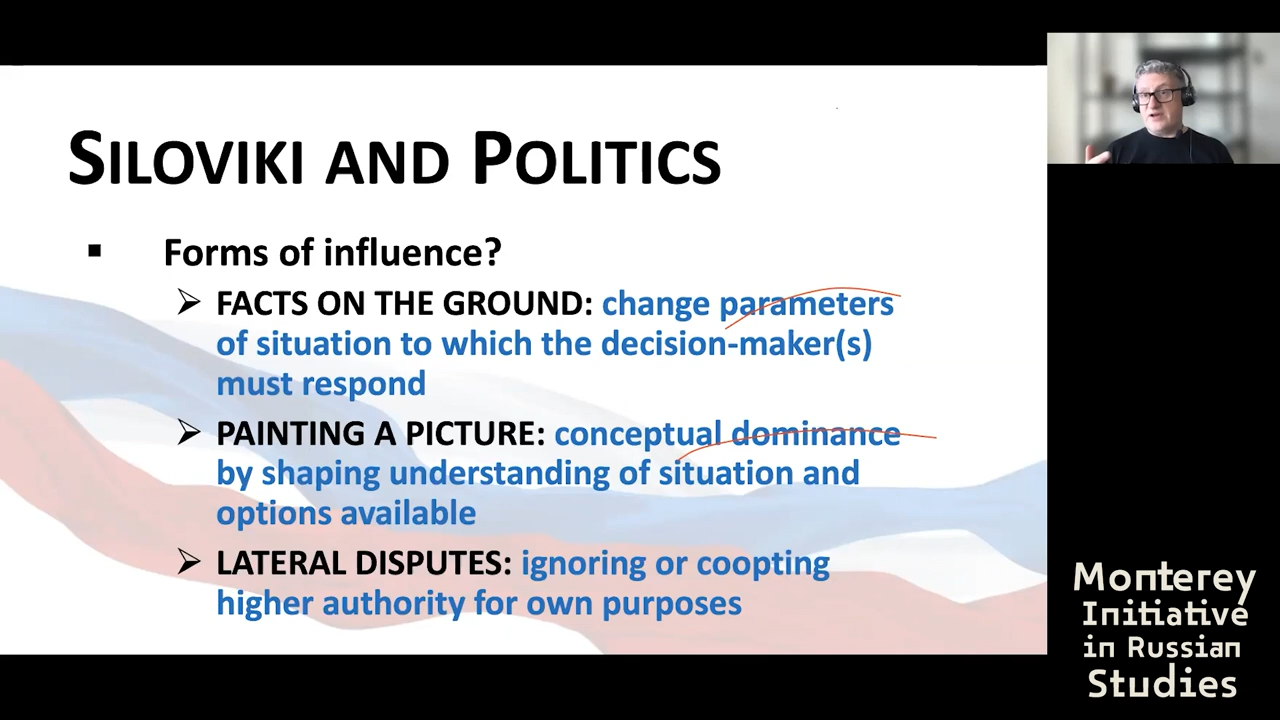 SILOVIKI AND POLITICS
▪ Forms of influence?
➢ FACTS ON THE GROUND: change parameters
of situation to which the decision-maker(s)
must respond
➢ PAINTING A PICTURE: conceptual dominance
by shaping understanding of situation and
options available
➢ LATERAL DISPUTES: ignoring or coopting
higher authority for own purposes
Monterey
Initiative
in Russian
Studies